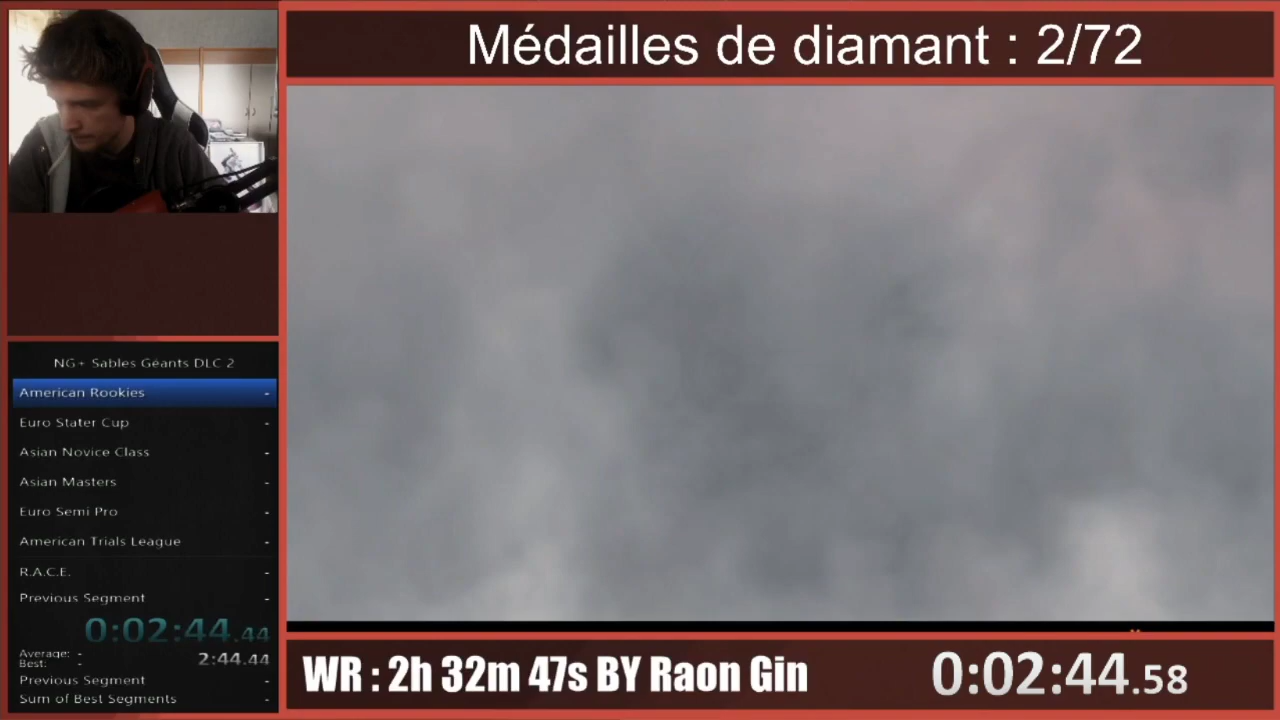 Médailles de diamant : 2/72
NG+ Sables Géants DLC 2
American Rookies -
Euro Stater Cup -
Asian Novice Class -
Asian Masters -
Euro Semi Pro -
American Trials League -
R.A.C.E. -
Previous Segment -
0:02:44.44
Average: -
Best: -
2:44.44
Previous Segment -
Sum of Best Segments -
WR : 2h 32m 47s BY Raon Gin
0:02:44.58